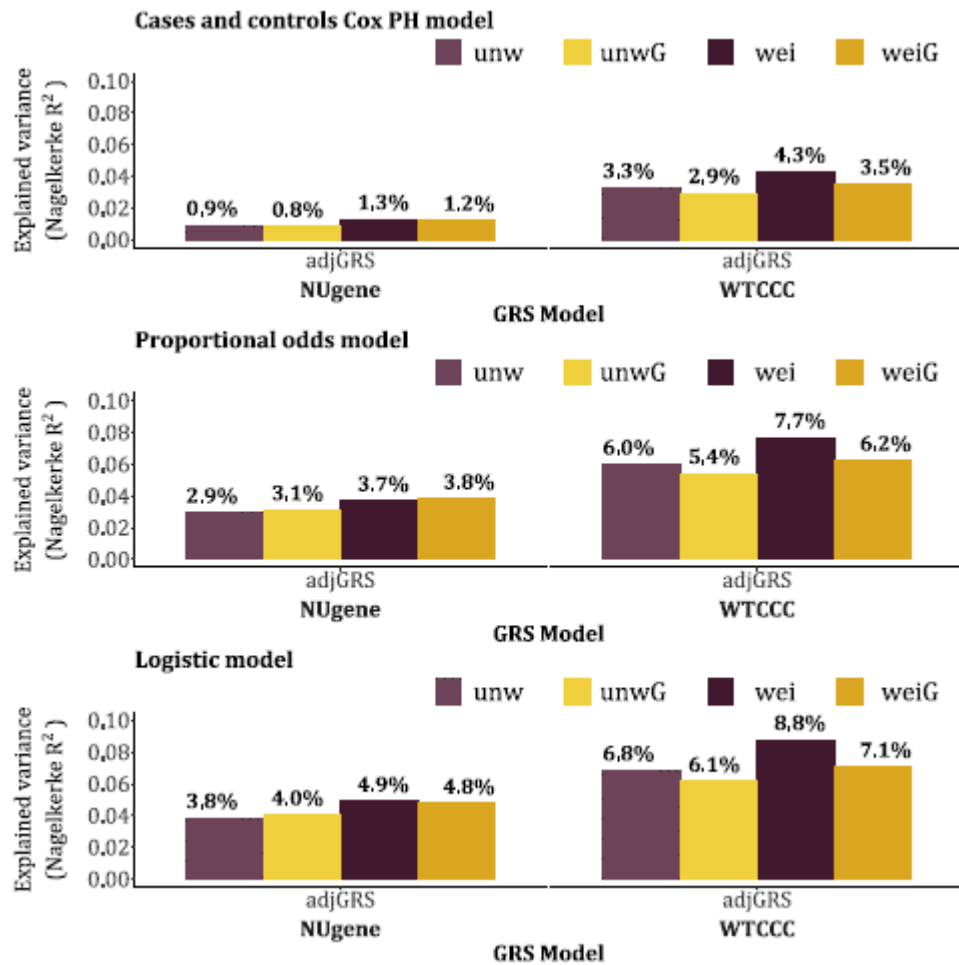 Cases and controls Cox PH model
unw unwG wei weiG
Explained variance
(Nagelkerke R²)
0.10
0.08
0.06
0.04
0.02
0.00
0.9% 0.8% 1.3% 1.2%
3.3% 2.9% 4.3% 3.5%
adjGRS adjGRS
NUgene WTCCC
GRS Model
Proportional odds model
unw unwG wei weiG
Explained variance
(Nagelkerke R²)
0.10
0.08
0.06
0.04
0.02
0.00
2.9% 3.1% 3.7% 3.8%
6.0% 5.4% 7.7% 6.2%
adjGRS adjGRS
NUgene WTCCC
GRS Model
Logistic model
unw unwG wei weiG
Explained variance
(Nagelkerke R²)
0.10
0.08
0.06
0.04
0.02
0.00
3.8% 4.0% 4.9% 4.8%
6.8% 6.1% 8.8% 7.1%
adjGRS adjGRS
NUgene WTCCC
GRS Model